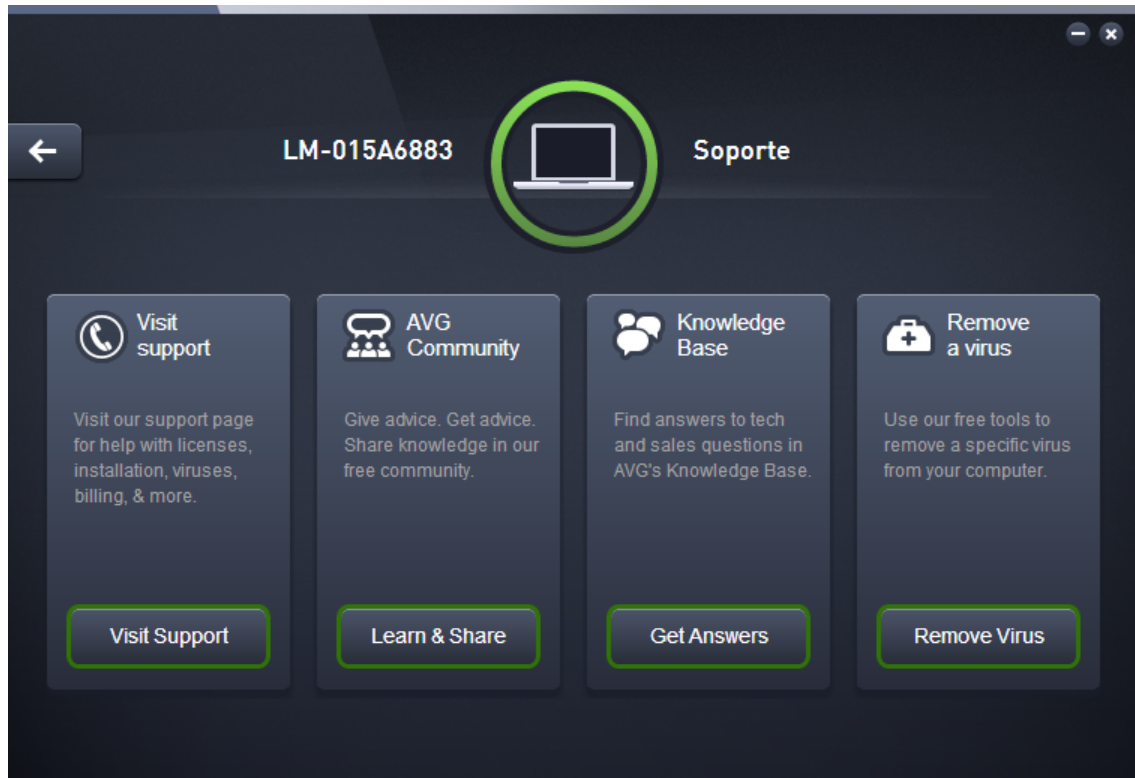 LM-015A6883
Soporte
Visit
support
Visit our support page
for help with licenses,
installation, viruses,
billing, & more.
Visit Support
AVG
Community
Give advice. Get advice.
Share knowledge in our
free community.
Learn & Share
Knowledge
Base
Find answers to tech
and sales questions in
AVG's Knowledge Base.
Get Answers
Remove
a virus
Use our free tools to
remove a specific virus
from your computer.
Remove Virus